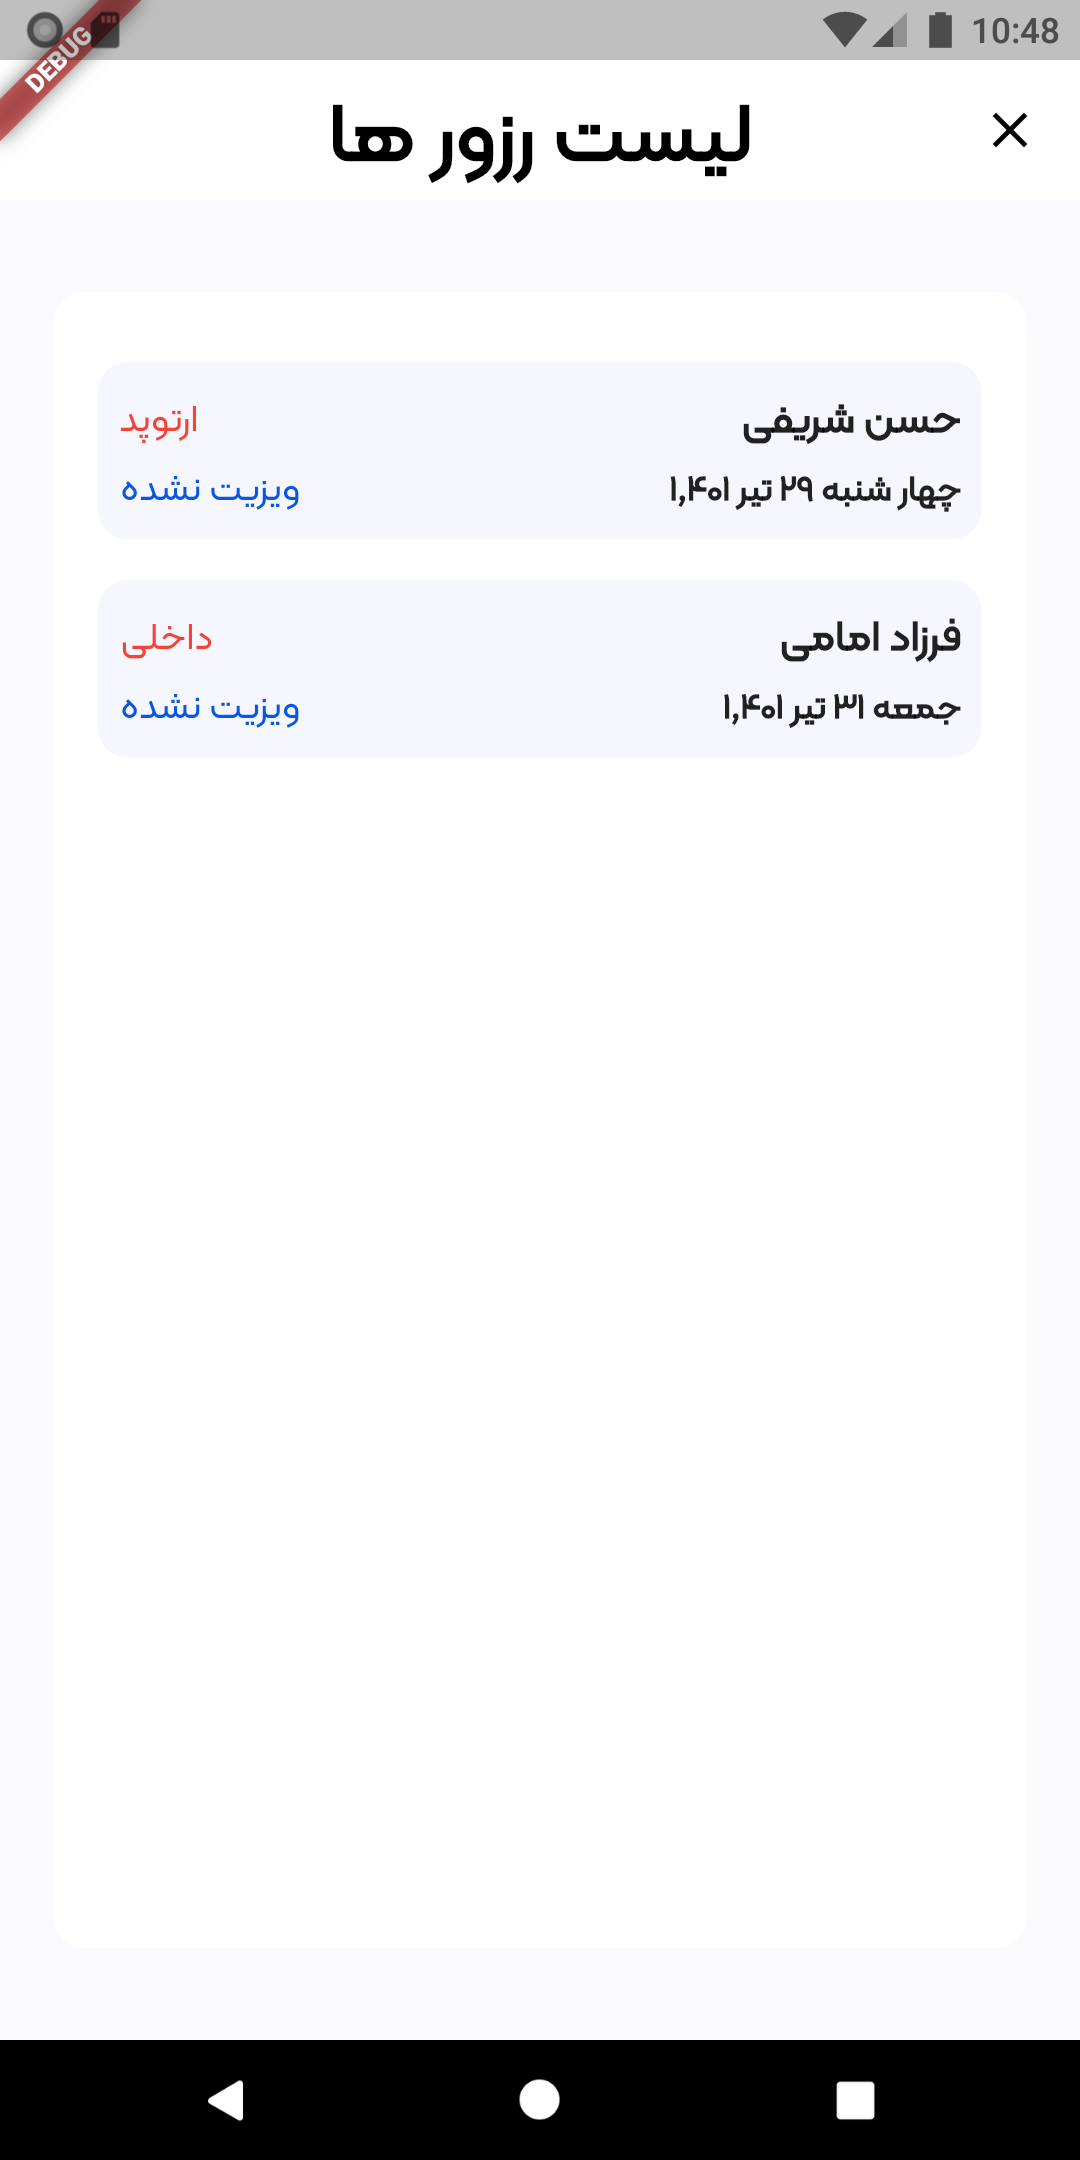 10:48
DEBUG
لیست رزور ها
حسن شریفی
ارتوپد
چهار شنبه ۲۹ تیر ۱,۴۰۱
ویزیت نشده
فرزاد امامی
داخلی
جمعه ۳۱ تیر ۱,۴۰۱
ویزیت نشده